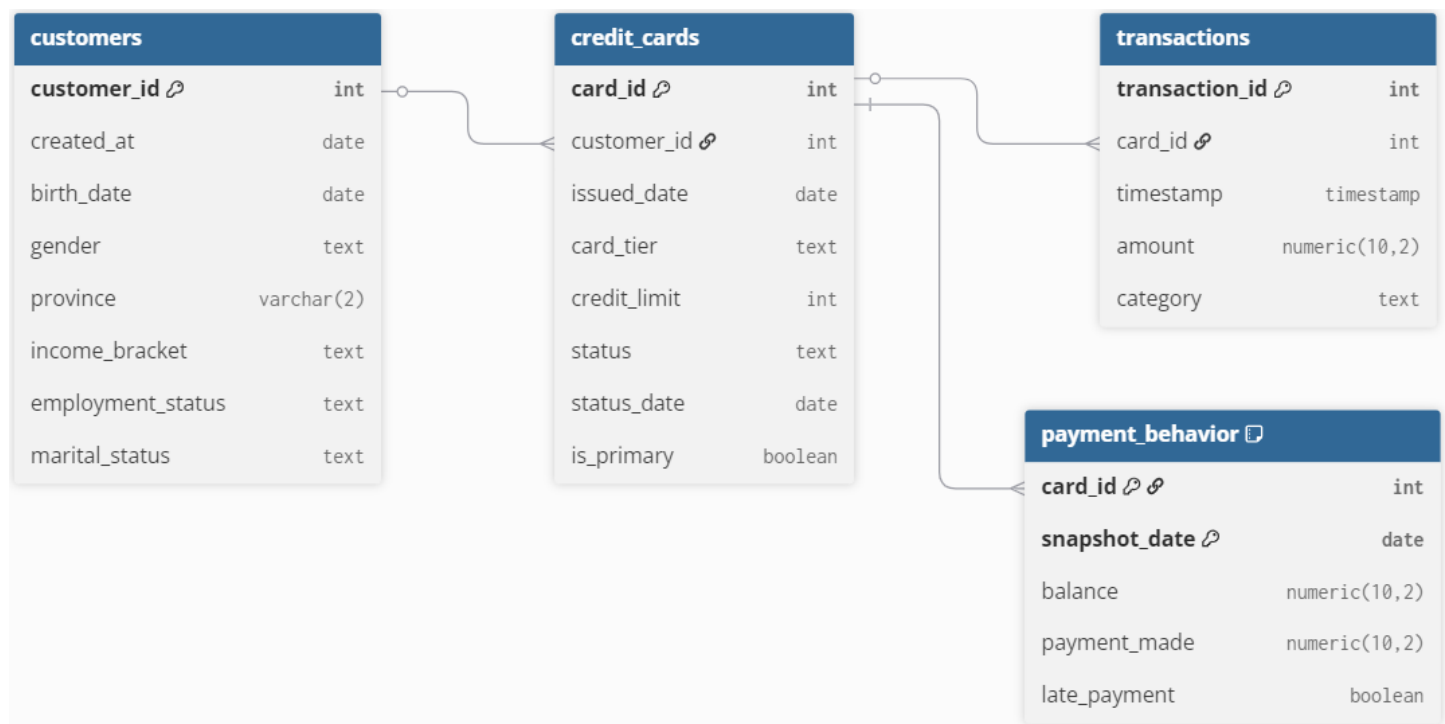 customers
customer_id int
created_at date
birth_date date
gender text
province varchar(2)
income_bracket text
employment_status text
marital_status text
credit_cards
card_id int
customer_id int
issued_date date
card_tier text
credit_limit int
status text
status_date date
is_primary boolean
transactions
transaction_id int
card_id int
timestamp timestamp
amount numeric(10,2)
category text
payment_behavior
card_id int
snapshot_date date
balance numeric(10,2)
payment_made numeric(10,2)
late_payment boolean